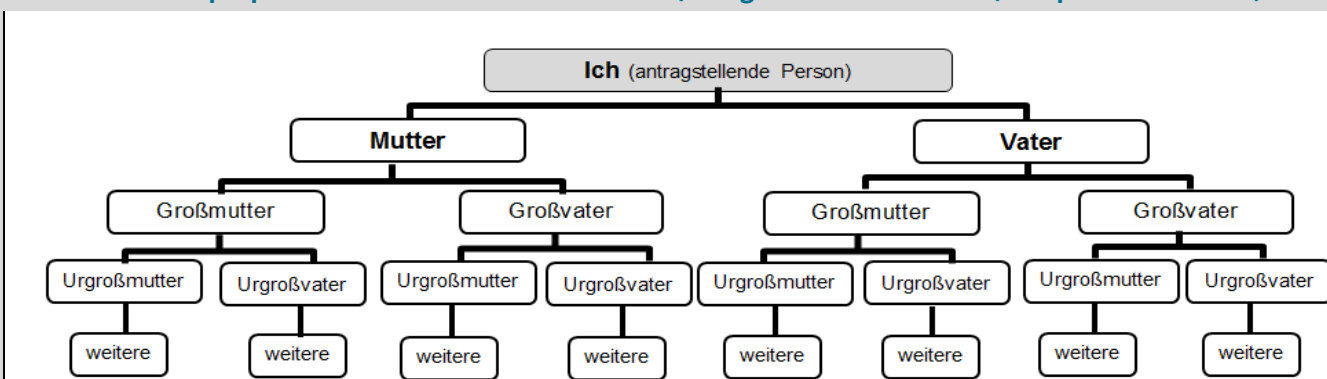 Ich (antragstellende Person)
Mutter Vater
Großmutter Großvater Großmutter Großvater
Urgroßmutter Urgroßvater Urgroßmutter Urgroßvater Urgroßmutter Urgroßvater Urgroßmutter Urgroßvater
weitere weitere weitere weitere weitere weitere weitere weitere